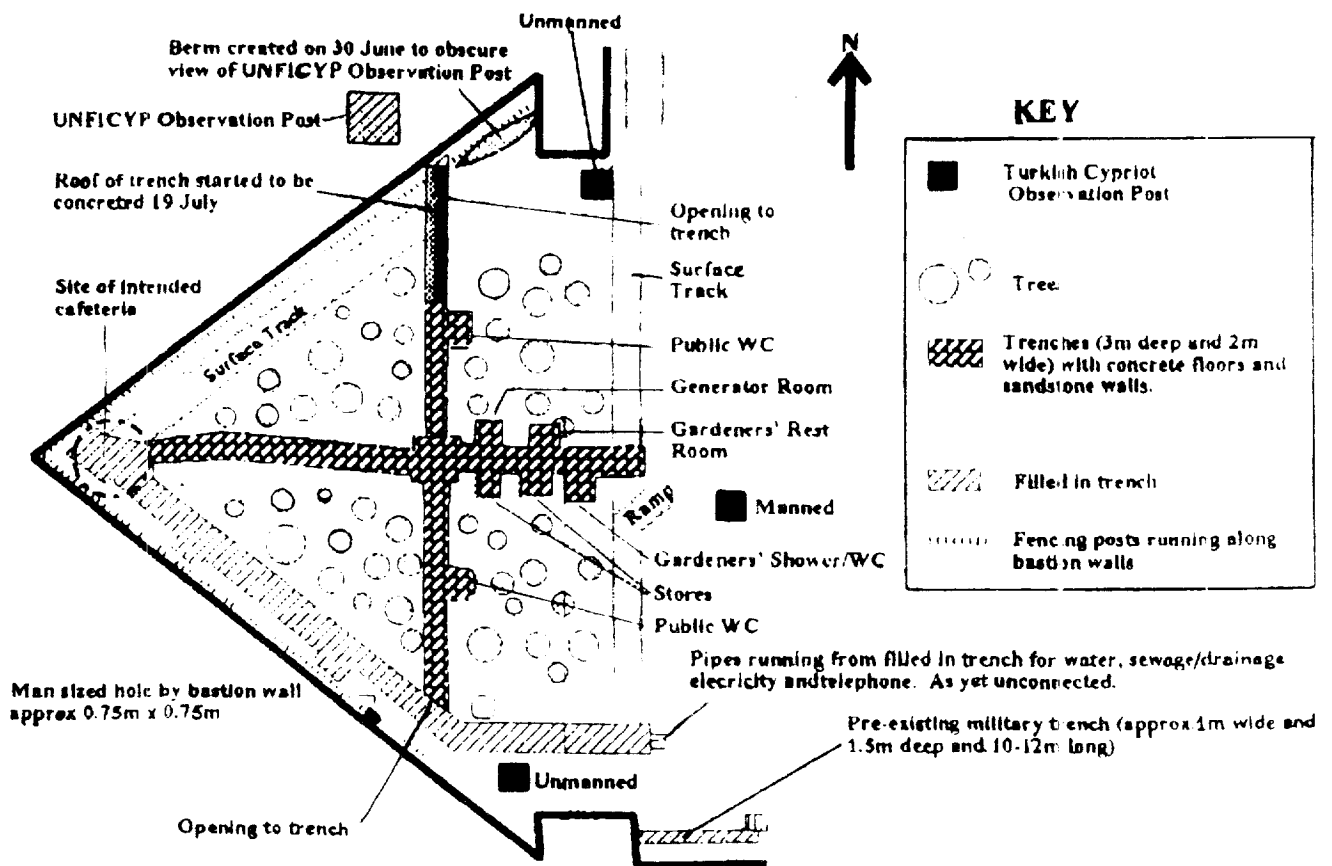 Unmanned
Berm created on 30 June to obscure
view of UNFICYP Observation Post
N
UNFICYP Observation Post
KEY
Roof of trench started to be
concreted 19 July
Turkish Cypriot
Observation Post
Opening to
trench
Surface
Track
Site of intended
cafeteria
Surface Track
Tree
Public WC
Trenches (3m deep and 2m
wide) with concrete floors and
sandstone walls.
Generator Room
Gardeners' Rest
Room
Ramp
Manned
Filled in trench
Gardeners' Shower/WC
Fencing posts running along
bastion walls
Stores
Public WC
Pipes running from filled in trench for water, sewage/drainage
elecricity andtelephone. As yet unconnected.
Man sized hole by bastion wall
approx 0.75m x 0.75m
Pre-existing military trench (approx 1m wide and
1.5m deep and 10-12m long)
Unmanned
Opening to trench